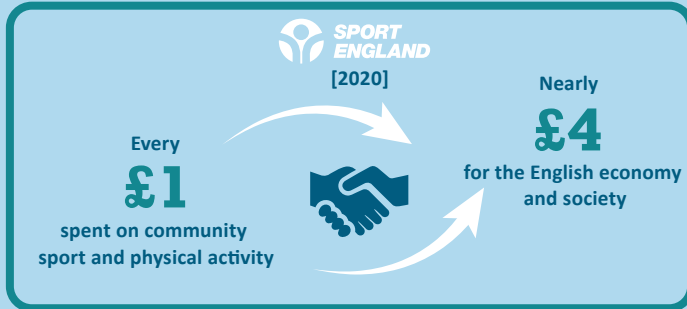 SPORT
ENGLAND
[2020]
Every
£1
spent on community
sport and physical activity
Nearly
£4
for the English economy
and society